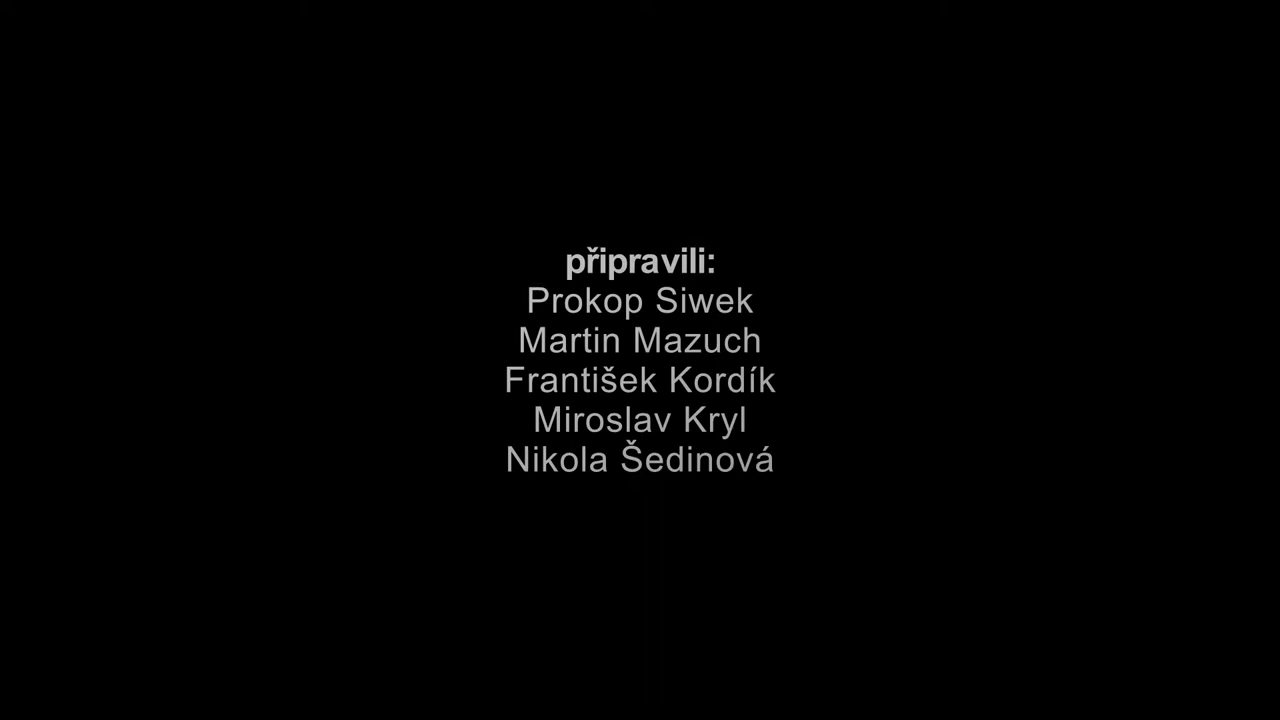 připravili:
Prokop Siwek
Martin Mazuch
František Kordík
Miroslav Kryl
Nikola Šedinová